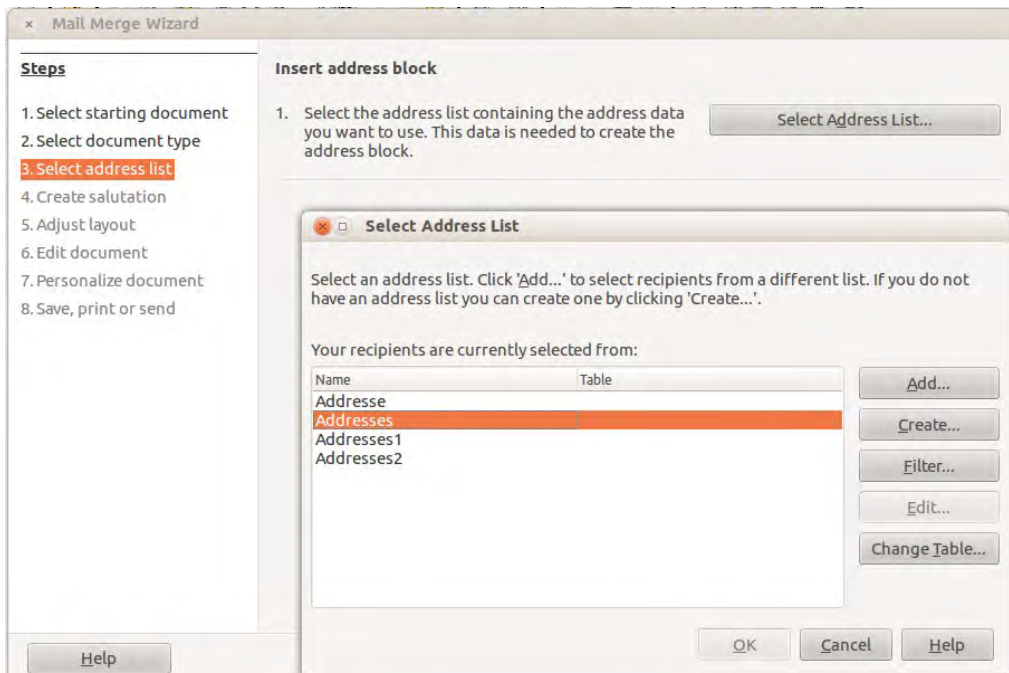 Mail Merge Wizard
Steps
1. Select starting document
2. Select document type
3. Select address list
4. Create salutation
5. Adjust layout
6. Edit document
7. Personalize document
8. Save, print or send
Help
Insert address block
1. Select the address list containing the address data
you want to use. This data is needed to create the
address block.
Select Address List...
Select Address List
Select an address list. Click 'Add...' to select recipients from a different list. If you do not
have an address list you can create one by clicking 'Create...'.
Your recipients are currently selected from:
Name Table
Addresse
Addresses
Addresses1
Addresses2
Add...
Create...
Filter...
Edit...
Change Table...
OK Cancel Help